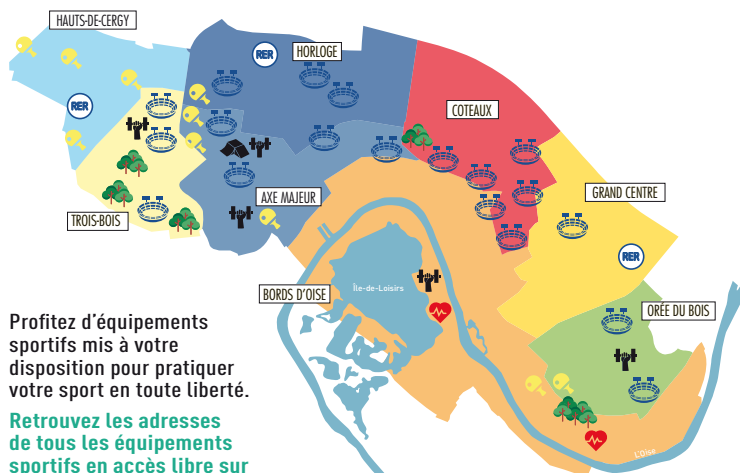 HAUTS-DE-CERGY
HORLOGE
RER
RER
COTEAUX
GRAND CENTRE
TROIS-BOIS
AXE MAJEUR
RER
BORDS D'OISE
Île-de-Loisirs
ORÉE DU BOIS
Profitez d'équipements
sportifs mis à votre
disposition pour pratiquer
votre sport en toute liberté.
Retrouvez les adresses
de tous les équipements
sportifs en accès libre sur
L'Oise